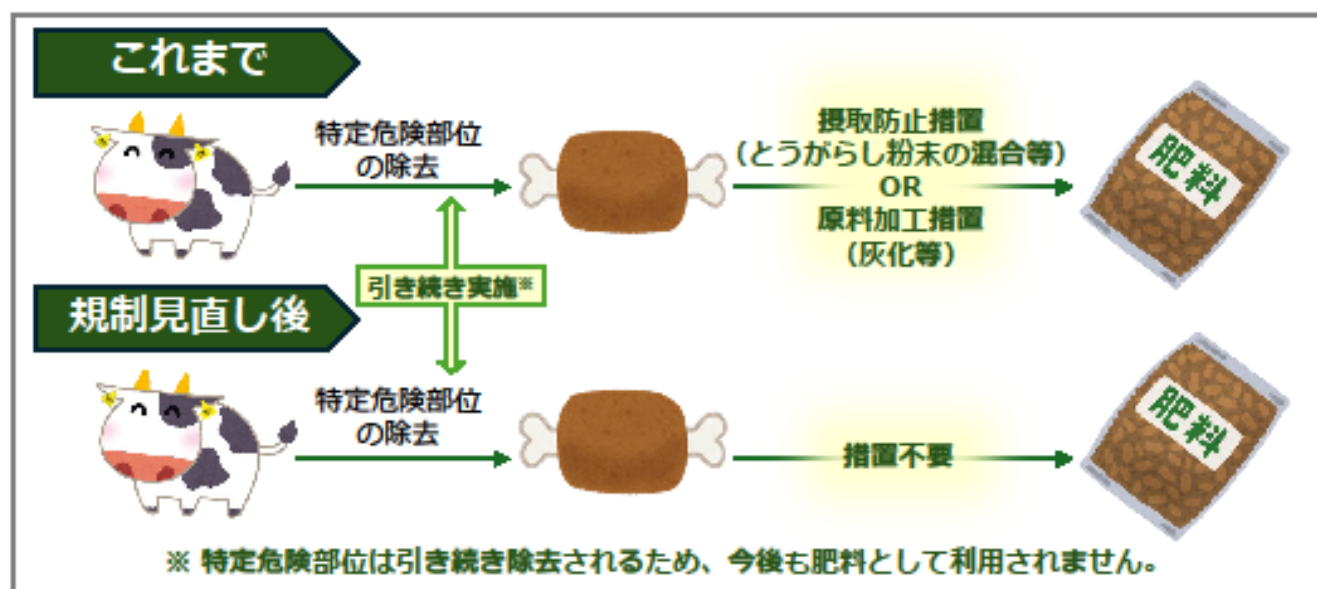 これまで
特定危険部位
の除去
摂取防止措置
（とうがらし粉末の混合等）
OR
原料加工措置
（灰化等）
肥料
引き続き実施※
規制見直し後
特定危険部位
の除去
措置不要
肥料
※ 特定危険部位は引き続き除去されるため、今後も肥料として利用されません。